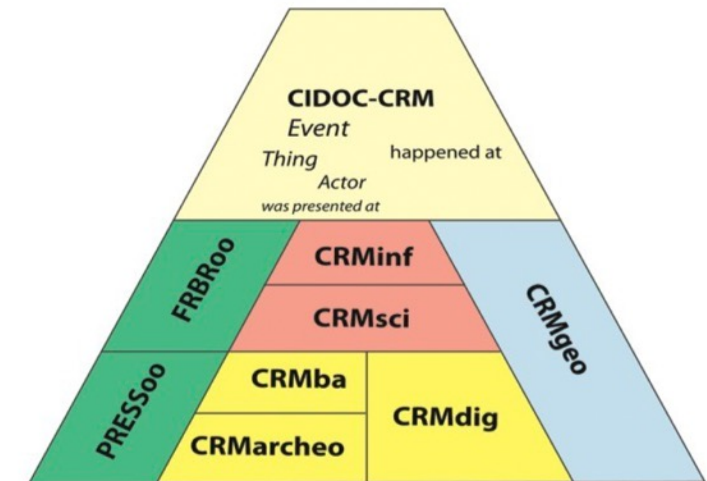 CIDOC-CRM
Event
Thing
happened at
Actor
was presented at
FRBRoo
CRMinf
CRMsci
CRMgeo
PRESSoo
CRMba
CRMdig
CRMarcheo